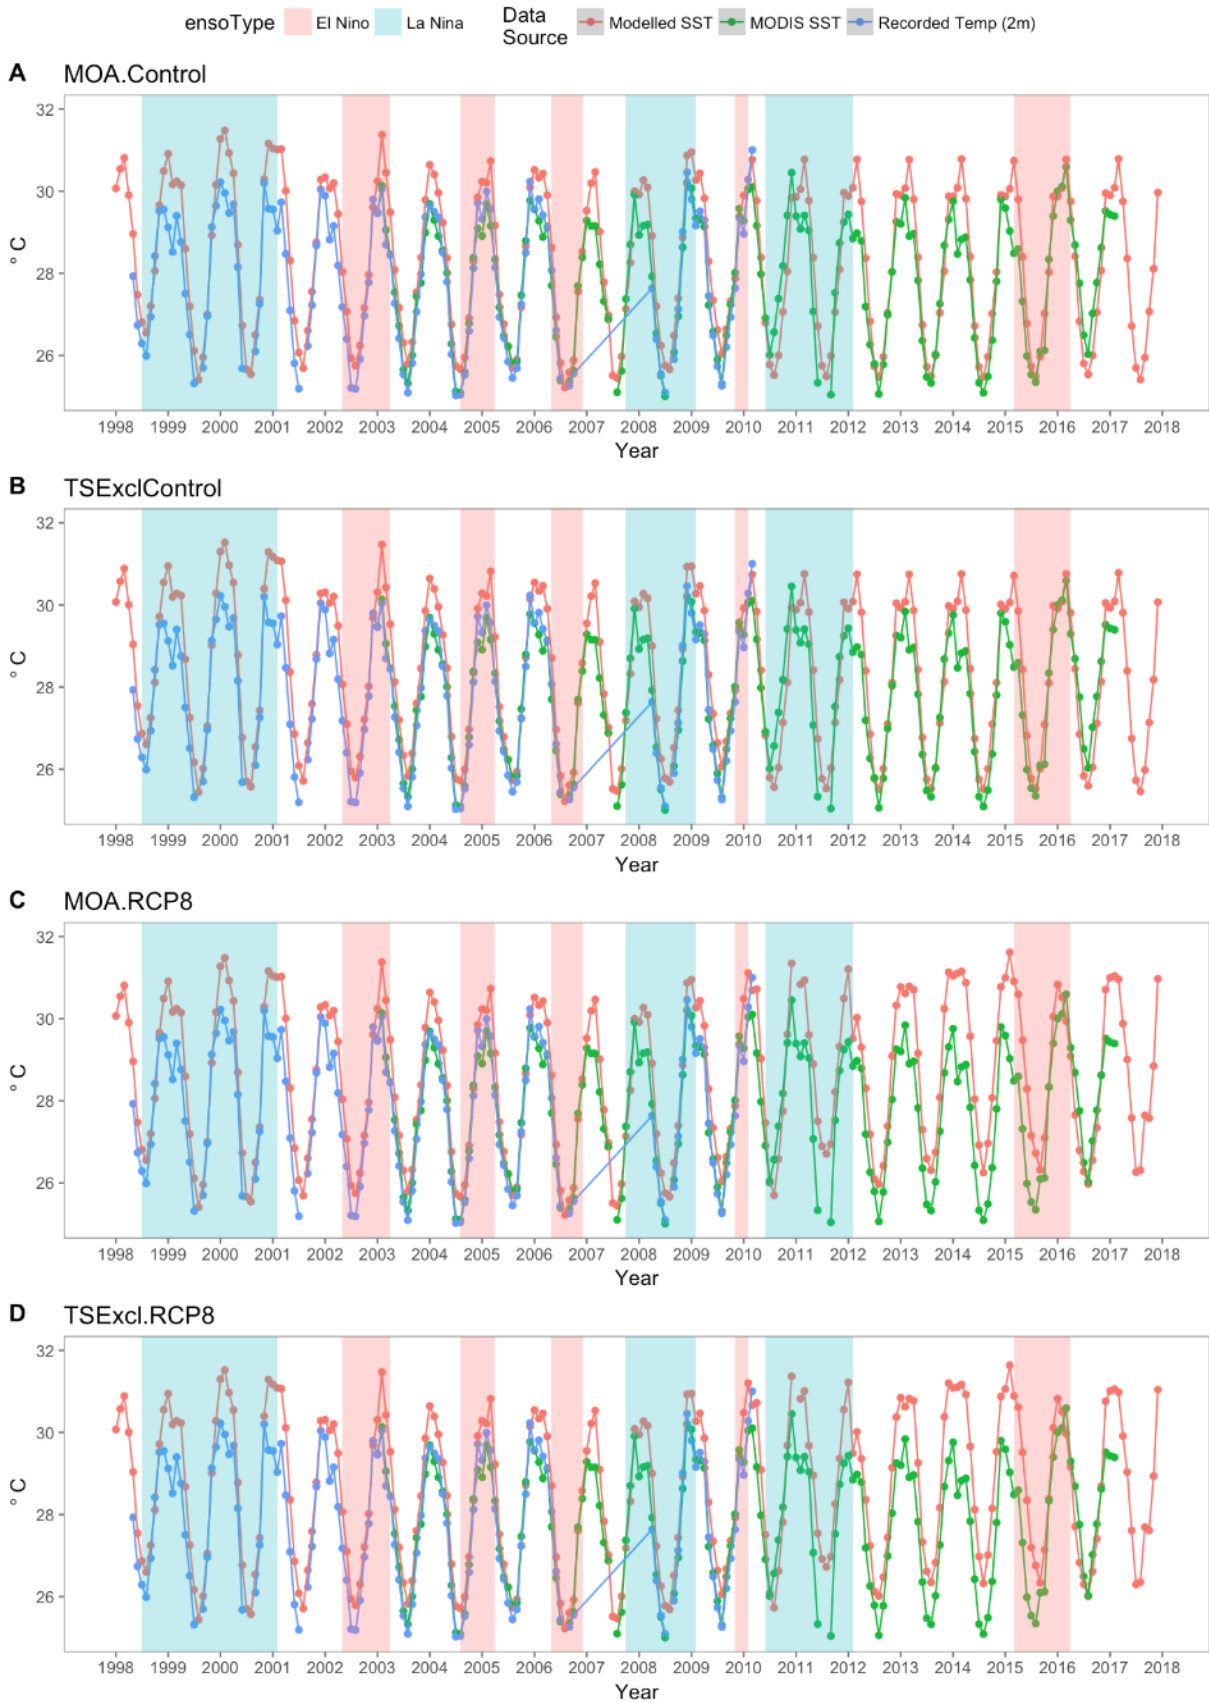 ensoType El Nino La Nina Data Source Modelled SST MODIS SST Recorded Temp (2m)
A MOA.Control
32
30
28
26
° C
1998 1999 2000 2001 2002 2003 2004 2005 2006 2007 2008 2009 2010 2011 2012 2013 2014 2015 2016 2017 2018
Year
B TSExclControl
32
30
28
26
° C
1998 1999 2000 2001 2002 2003 2004 2005 2006 2007 2008 2009 2010 2011 2012 2013 2014 2015 2016 2017 2018
Year
C MOA.RCP8
32
30
28
26
° C
1998 1999 2000 2001 2002 2003 2004 2005 2006 2007 2008 2009 2010 2011 2012 2013 2014 2015 2016 2017 2018
Year
D TSExcl.RCP8
32
30
28
26
° C
1998 1999 2000 2001 2002 2003 2004 2005 2006 2007 2008 2009 2010 2011 2012 2013 2014 2015 2016 2017 2018
Year